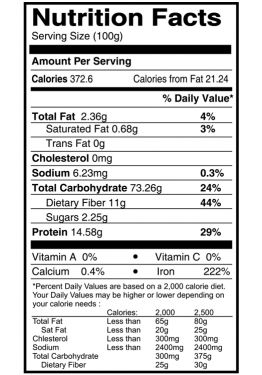 Nutrition Facts
Serving Size (100g)
Amount Per Serving
Calories 372.6 Calories from Fat 21.24
% Daily Value*
Total Fat 2.36g 4%
Saturated Fat 0.68g 3%
Trans Fat 0g
Cholesterol 0mg
Sodium 6.23mg 0.3%
Total Carbohydrate 73.26g 24%
Dietary Fiber 11g 44%
Sugars 2.25g
Protein 14.58g 29%
Vitamin A 0% • Vitamin C 0%
Calcium 0.4% • Iron 222%
*Percent Daily Values are based on a 2,000 calorie diet.
Your Daily Values may be higher or lower depending on
your calorie needs :
Calories: 2,000 2,500
Total Fat Less than 65g 80g
Sat Fat Less than 20g 25g
Chlesterol Less than 300mg 300mg
Sodium Less than 2400mg 2400mg
Total Carbohydrate 300mg 375g
Dietary Fiber 25g 30g